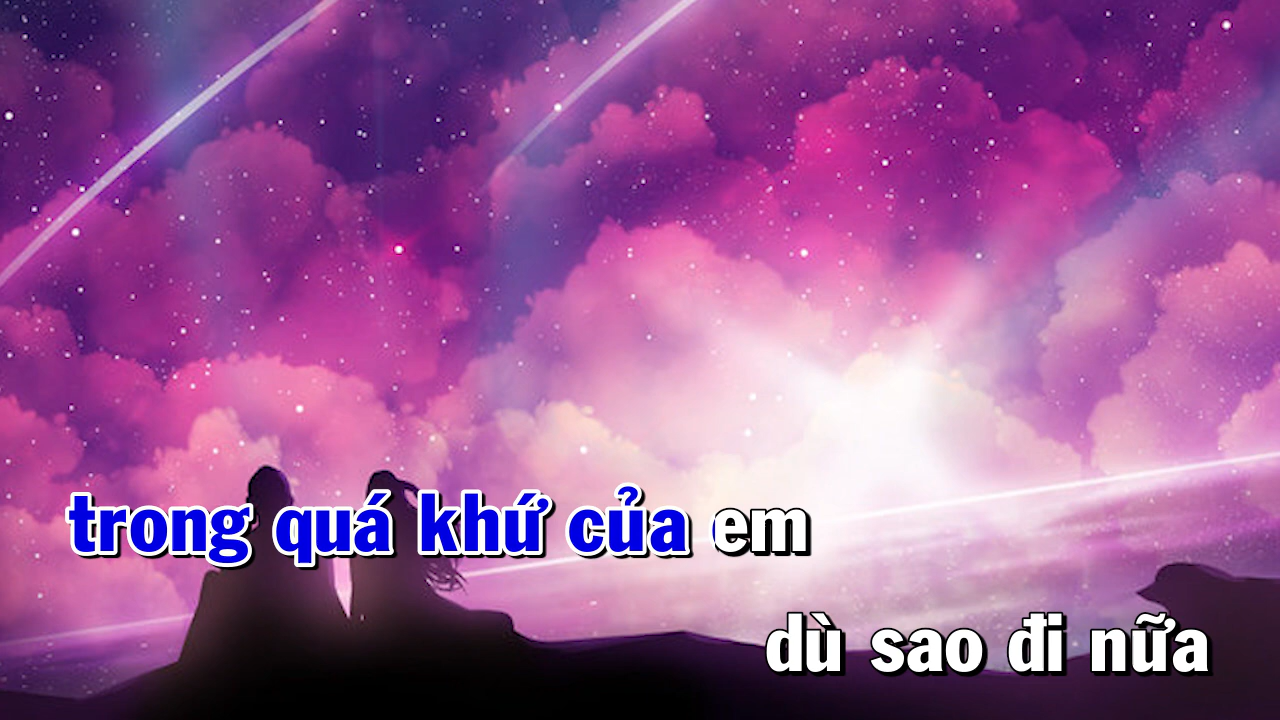 trong quá khứ của em
dù sao đi nữa